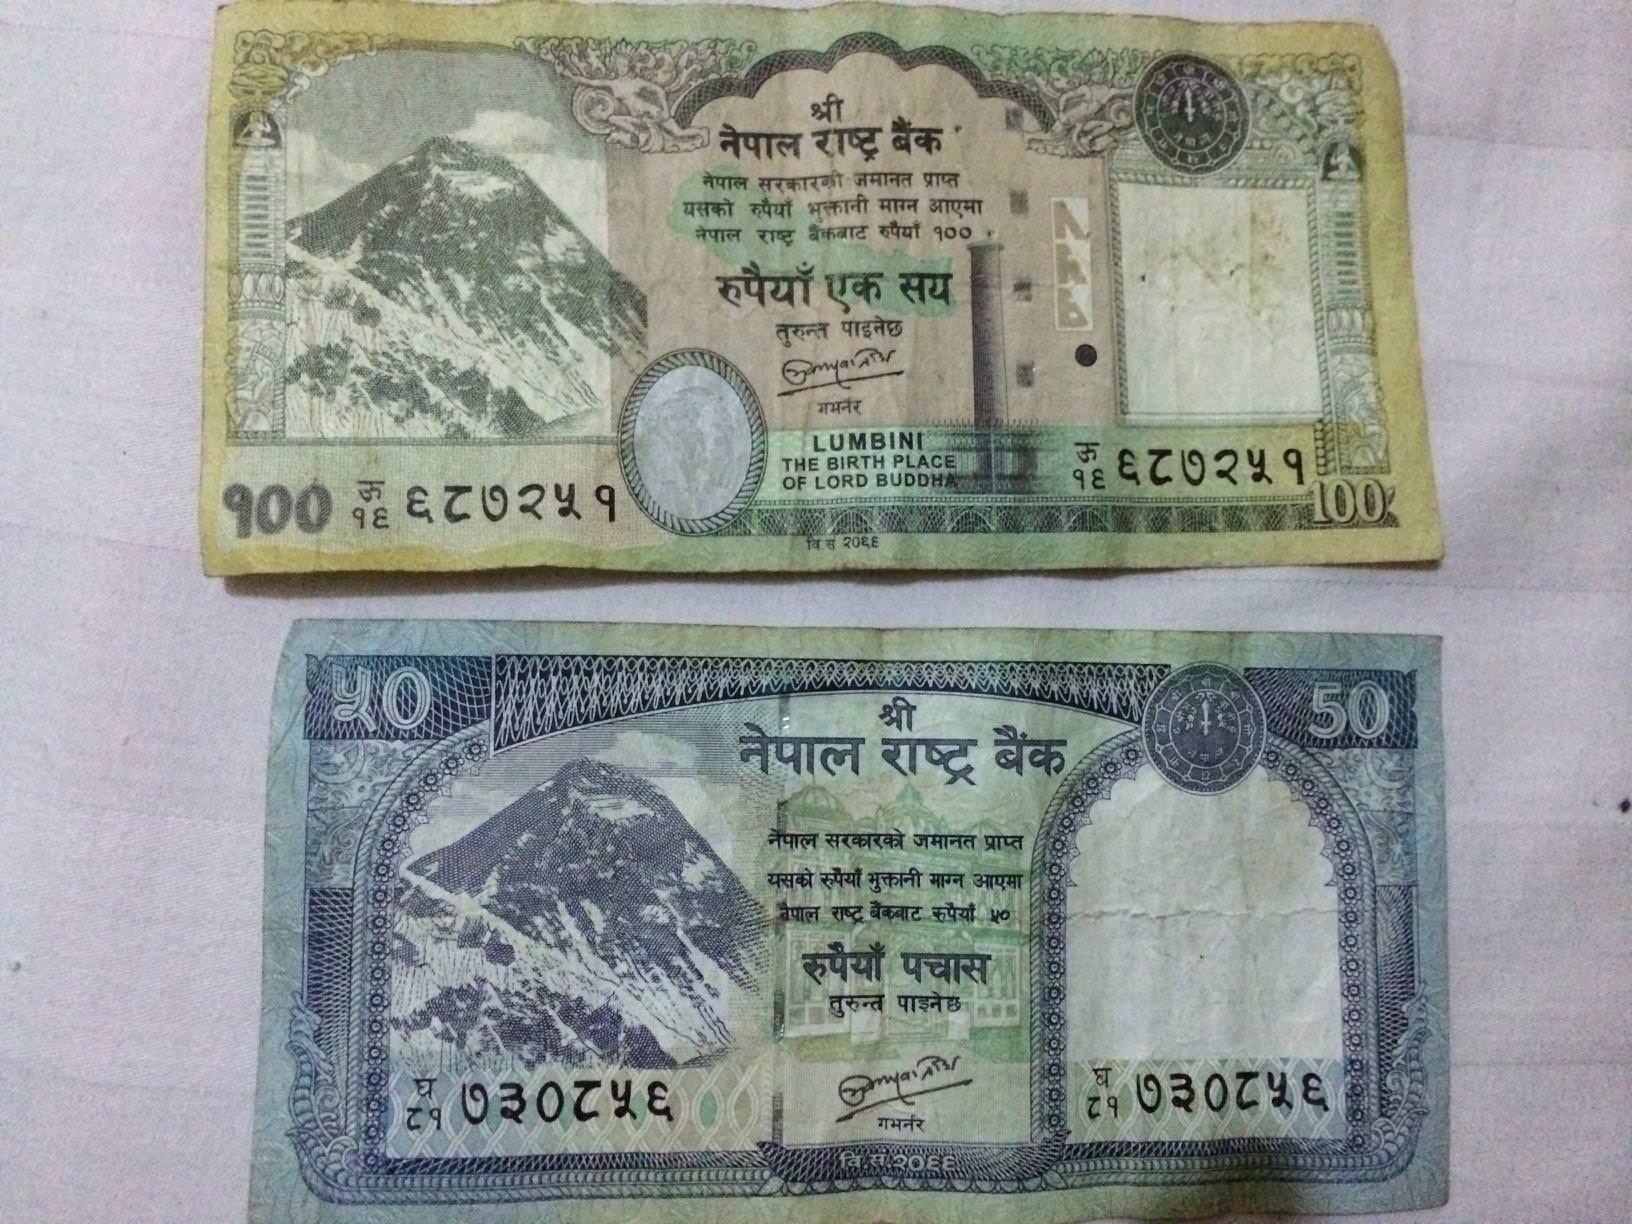 श्री
नेपाल राष्ट्र बैंक
नेपाल सरकारको जमानत प्राप्त
यसको रुपैयाँ भुक्तानी माग्न आएमा
नेपाल राष्ट्र बैंकबाट रुपैयाँ १००
रुपैयाँ एक सय
तुरुन्त पाइनेछ
गभर्नर
LUMBINI
THE BIRTH PLACE
OF LORD BUDDHA
१०० ऊ १६ ६८७२५१
ऊ १६ ६८७२५१
100
वि.सं २०६६
५० 50
श्री
नेपाल राष्ट्र बैंक
नेपाल सरकारको जमानत प्राप्त
यसको रुपैयाँ भुक्तानी माग्न आएमा
नेपाल राष्ट्र बैंकबाट रुपैयाँ ५०
रुपैयाँ पचास
तुरुन्त पाइनेछ
गभर्नर
घ ८१ ७३०८५६
घ ८१ ७३०८५६
वि.सं.२०६६